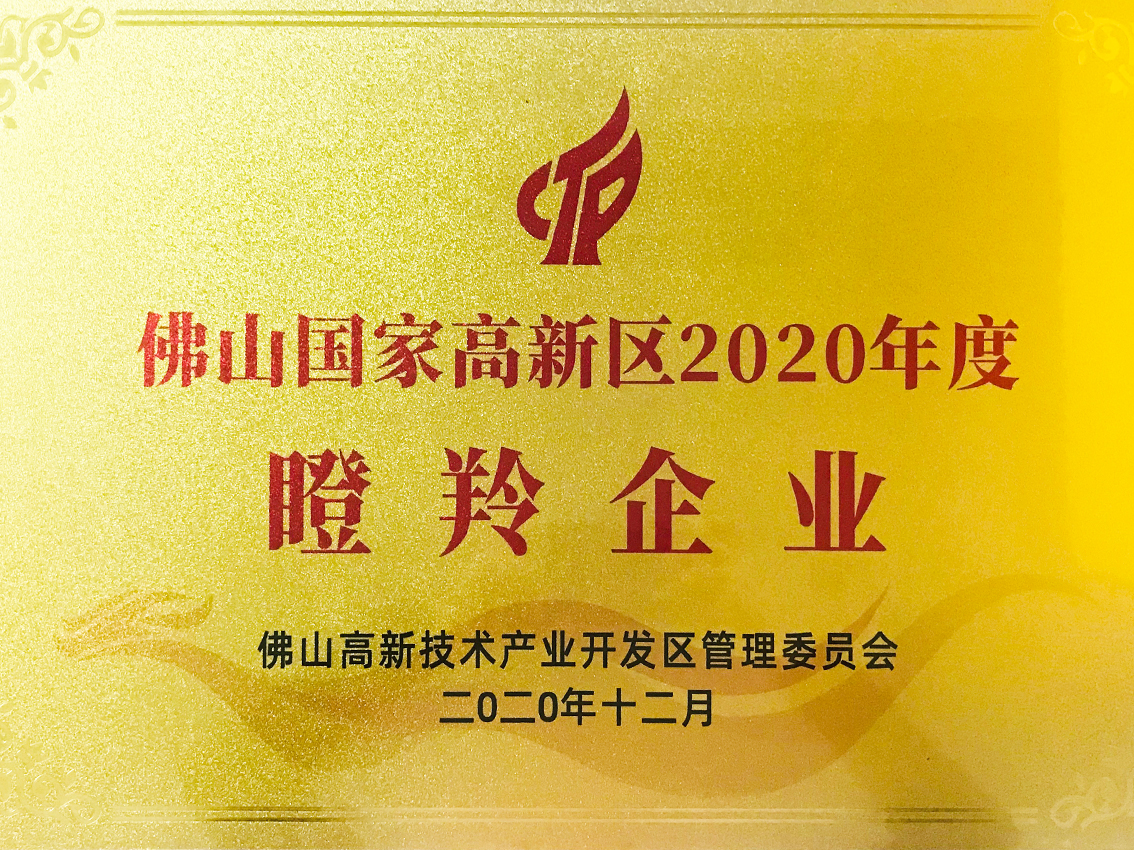 CTP
佛山国家高新区2020年度
瞪羚企业
佛山高新技术产业开发区管理委员会
二0二0年十二月